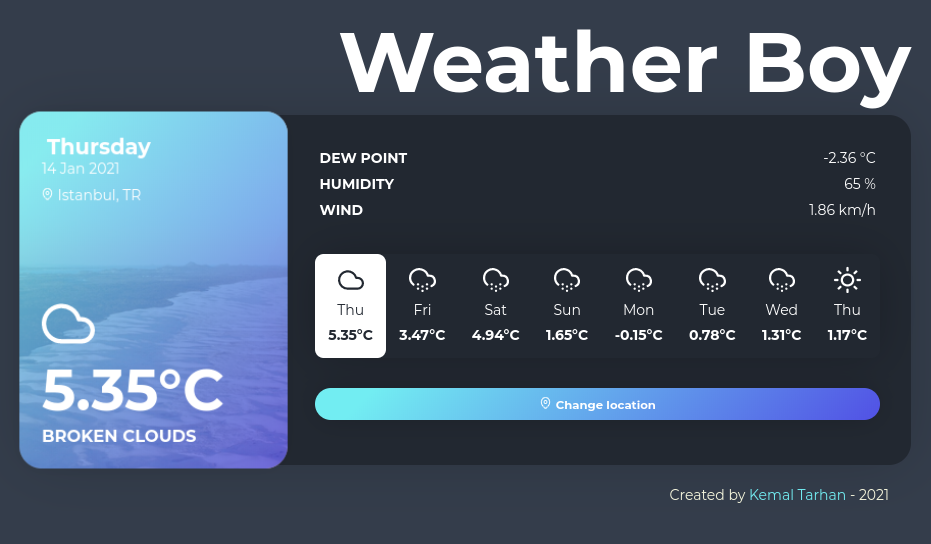 Weather Boy
Thursday
14 Jan 2021
Istanbul, TR
5.35°C
BROKEN CLOUDS
DEW POINT -2.36 °C
HUMIDITY 65 %
WIND 1.86 km/h
Thu Fri Sat Sun Mon Tue Wed Thu
5.35°C 3.47°C 4.94°C 1.65°C -0.15°C 0.78°C 1.31°C 1.17°C
Change location
Created by Kemal Tarhan - 2021